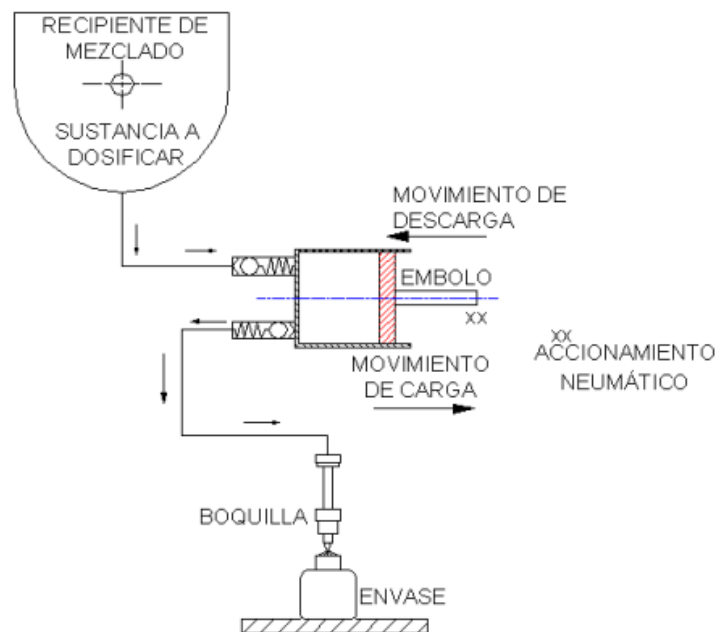 RECIPIENTE DE
MEZCLADO
SUSTANCIA A
DOSIFICAR
MOVIMIENTO DE
DESCARGA
EMBOLO
XX
XX
ACCIONAMIENTO
NEUMÁTICO
MOVIMIENTO
DE CARGA
BOQUILLA
ENVASE